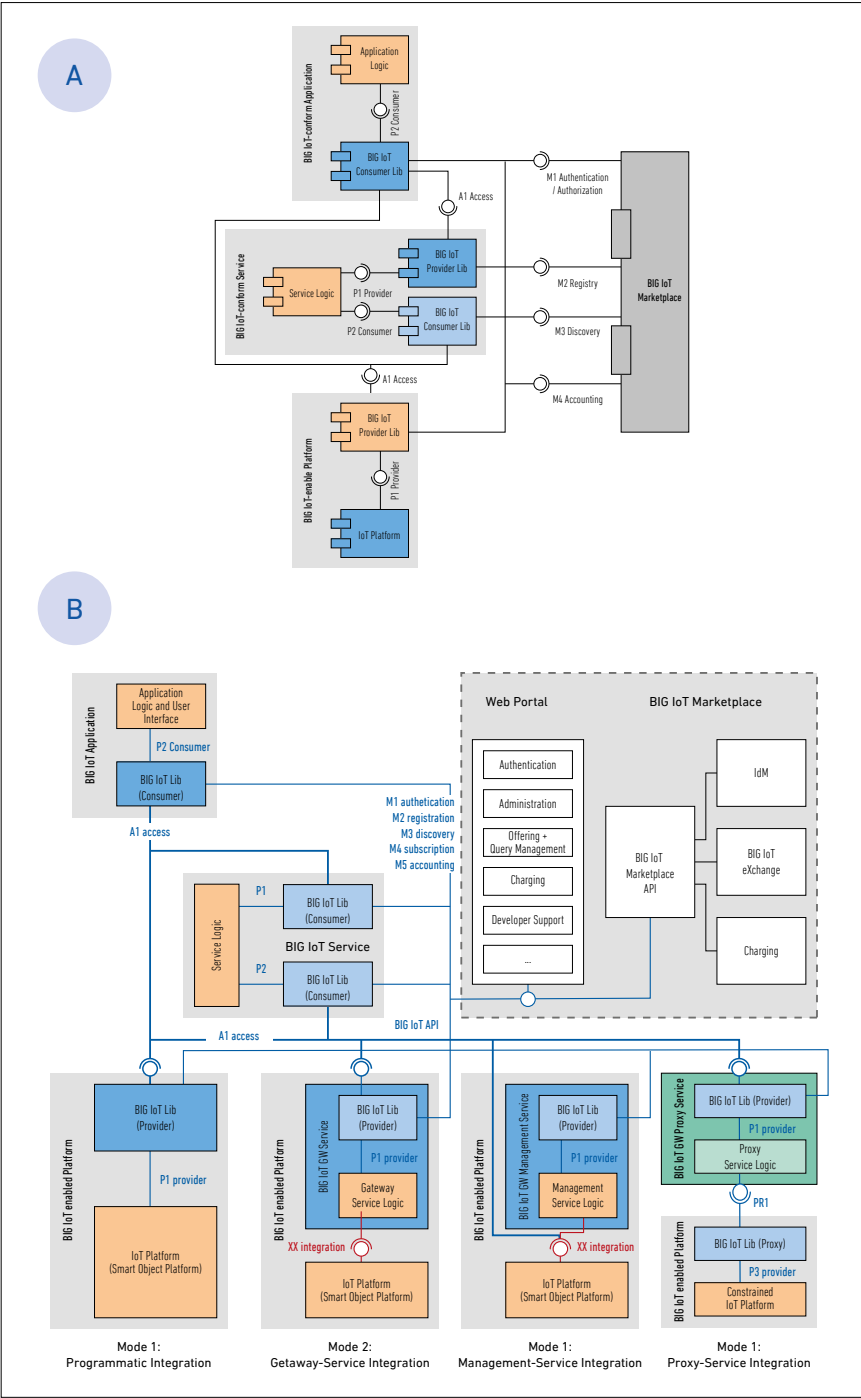 A
BIG IoT-conform Application
Application
Logic
P2 Consumer
BIG IoT
Consumer Lib
A1 Access
M1 Authentication
/ Authorization
BIG IoT-conform Service
Service Logic
P1 Provider
P2 Consumer
BIG IoT
Provider Lib
BIG IoT
Consumer Lib
M2 Registry
M3 Discovery
M4 Accounting
BIG IoT
Marketplace
A1 Access
BIG IoT-enable Platform
BIG IoT
Provider Lib
P1 Provider
IoT Platform
B
BIG IoT Application
Application
Logic and User
Interface
P2 Consumer
BIG IoT Lib
(Consumer)
A1 access
M1 authetication
M2 registration
M3 discovery
M4 subscription
M5 accounting
Web Portal
Authentication
Administration
Offering +
Query Management
Charging
Developer Support
...
BIG IoT Marketplace
BIG IoT
Marketplace
API
IdM
BIG IoT
eXchange
Charging
Service Logic
P1
BIG IoT Lib
(Consumer)
BIG IoT Service
P2
BIG IoT Lib
(Consumer)
BIG IoT API
A1 access
BIG IoT enabled Platform
BIG IoT Lib
(Provider)
P1 provider
IoT Platform
(Smart Object Platform)
Mode 1:
Programmatic Integration
BIG IoT enabled Platform
BIG IoT GW Service
BIG IoT Lib
(Provider)
P1 provider
Gateway
Service Logic
XX integration
IoT Platform
(Smart Object Platform)
Mode 2:
Getaway-Service Integration
BIG IoT enabled Platform
BIG IoT GW Management Service
BIG IoT Lib
(Provider)
P1 provider
Management
Service Logic
XX integration
IoT Platform
(Smart Object Platform)
Mode 1:
Management-Service Integration
BIG IoT GW Proxy Service
BIG IoT Lib (Provider)
P1 provider
Proxy
Service Logic
PR1
BIG IoT enabled Platform
BIG IoT Lib (Proxy)
P3 provider
Constrained
IoT Platform
Mode 1:
Proxy-Service Integration